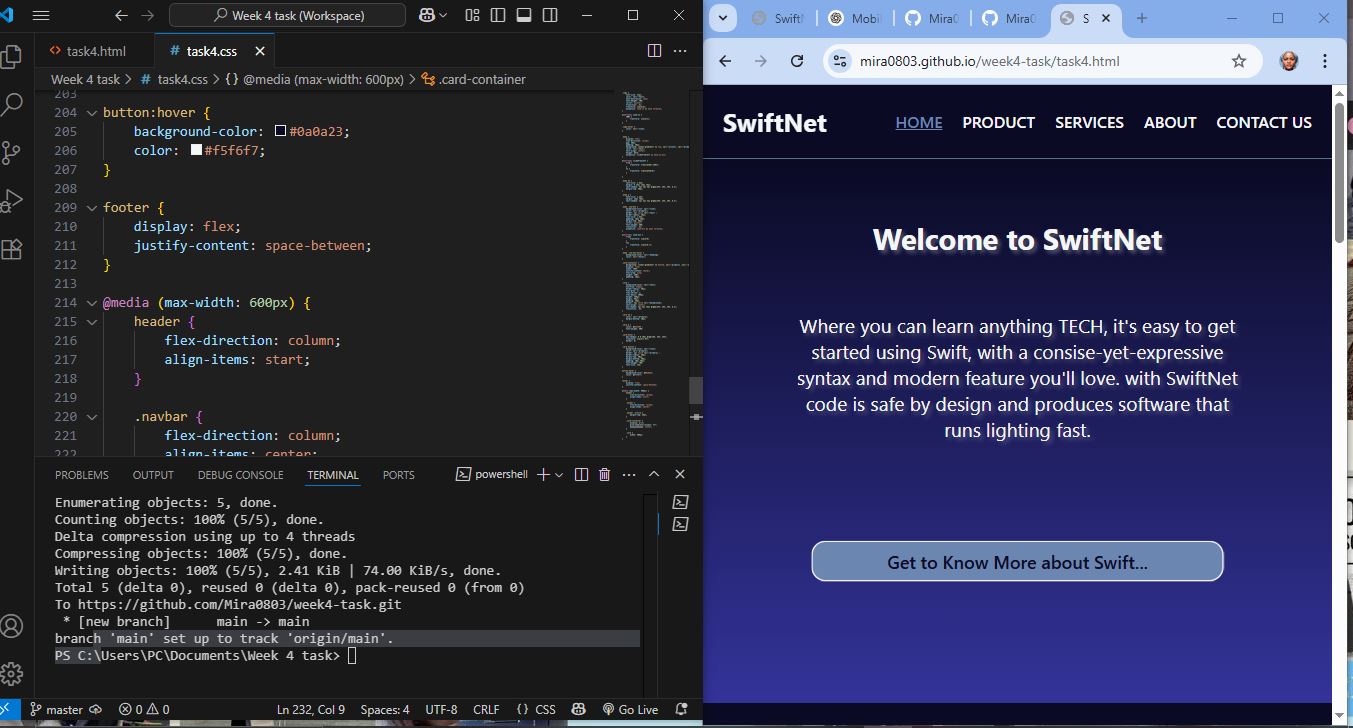 Week 4 task (Workspace)
task4.html
task4.css
Week 4 task > task4.css > {} @media (max-width: 600px) > .card-container
203
204 button:hover {
205 background-color: #0a0a23;
206 color: #f5f6f7;
207 }
208
209 footer {
210 display: flex;
211 justify-content: space-between;
212 }
213
214 @media (max-width: 600px) {
215 header {
216 flex-direction: column;
217 align-items: start;
218 }
219
220 .navbar {
221 flex-direction: column;
222 align-items: center;
PROBLEMS OUTPUT DEBUG CONSOLE TERMINAL PORTS
powershell
Enumerating objects: 5, done.
Counting objects: 100% (5/5), done.
Delta compression using up to 4 threads
Compressing objects: 100% (5/5), done.
Writing objects: 100% (5/5), 2.41 KiB | 74.00 KiB/s, done.
Total 5 (delta 0), reused 0 (delta 0), pack-reused 0 (from 0)
To https://github.com/Mira0803/week4-task.git
* [new branch] main -> main
branch 'main' set up to track 'origin/main'.
PS C:\Users\PC\Documents\Week 4 task>
master 0 0 Ln 232, Col 9 Spaces: 4 UTF-8 CRLF {} CSS Go Live
Swift Mobil Mira0 Mira0 S
mira0803.github.io/week4-task/task4.html
SwiftNet
HOME PRODUCT SERVICES ABOUT CONTACT US
Welcome to SwiftNet
Where you can learn anything TECH, it's easy to get
started using Swift, with a consise-yet-expressive
syntax and modern feature you'll love. with SwiftNet
code is safe by design and produces software that
runs lighting fast.
Get to Know More about Swift...